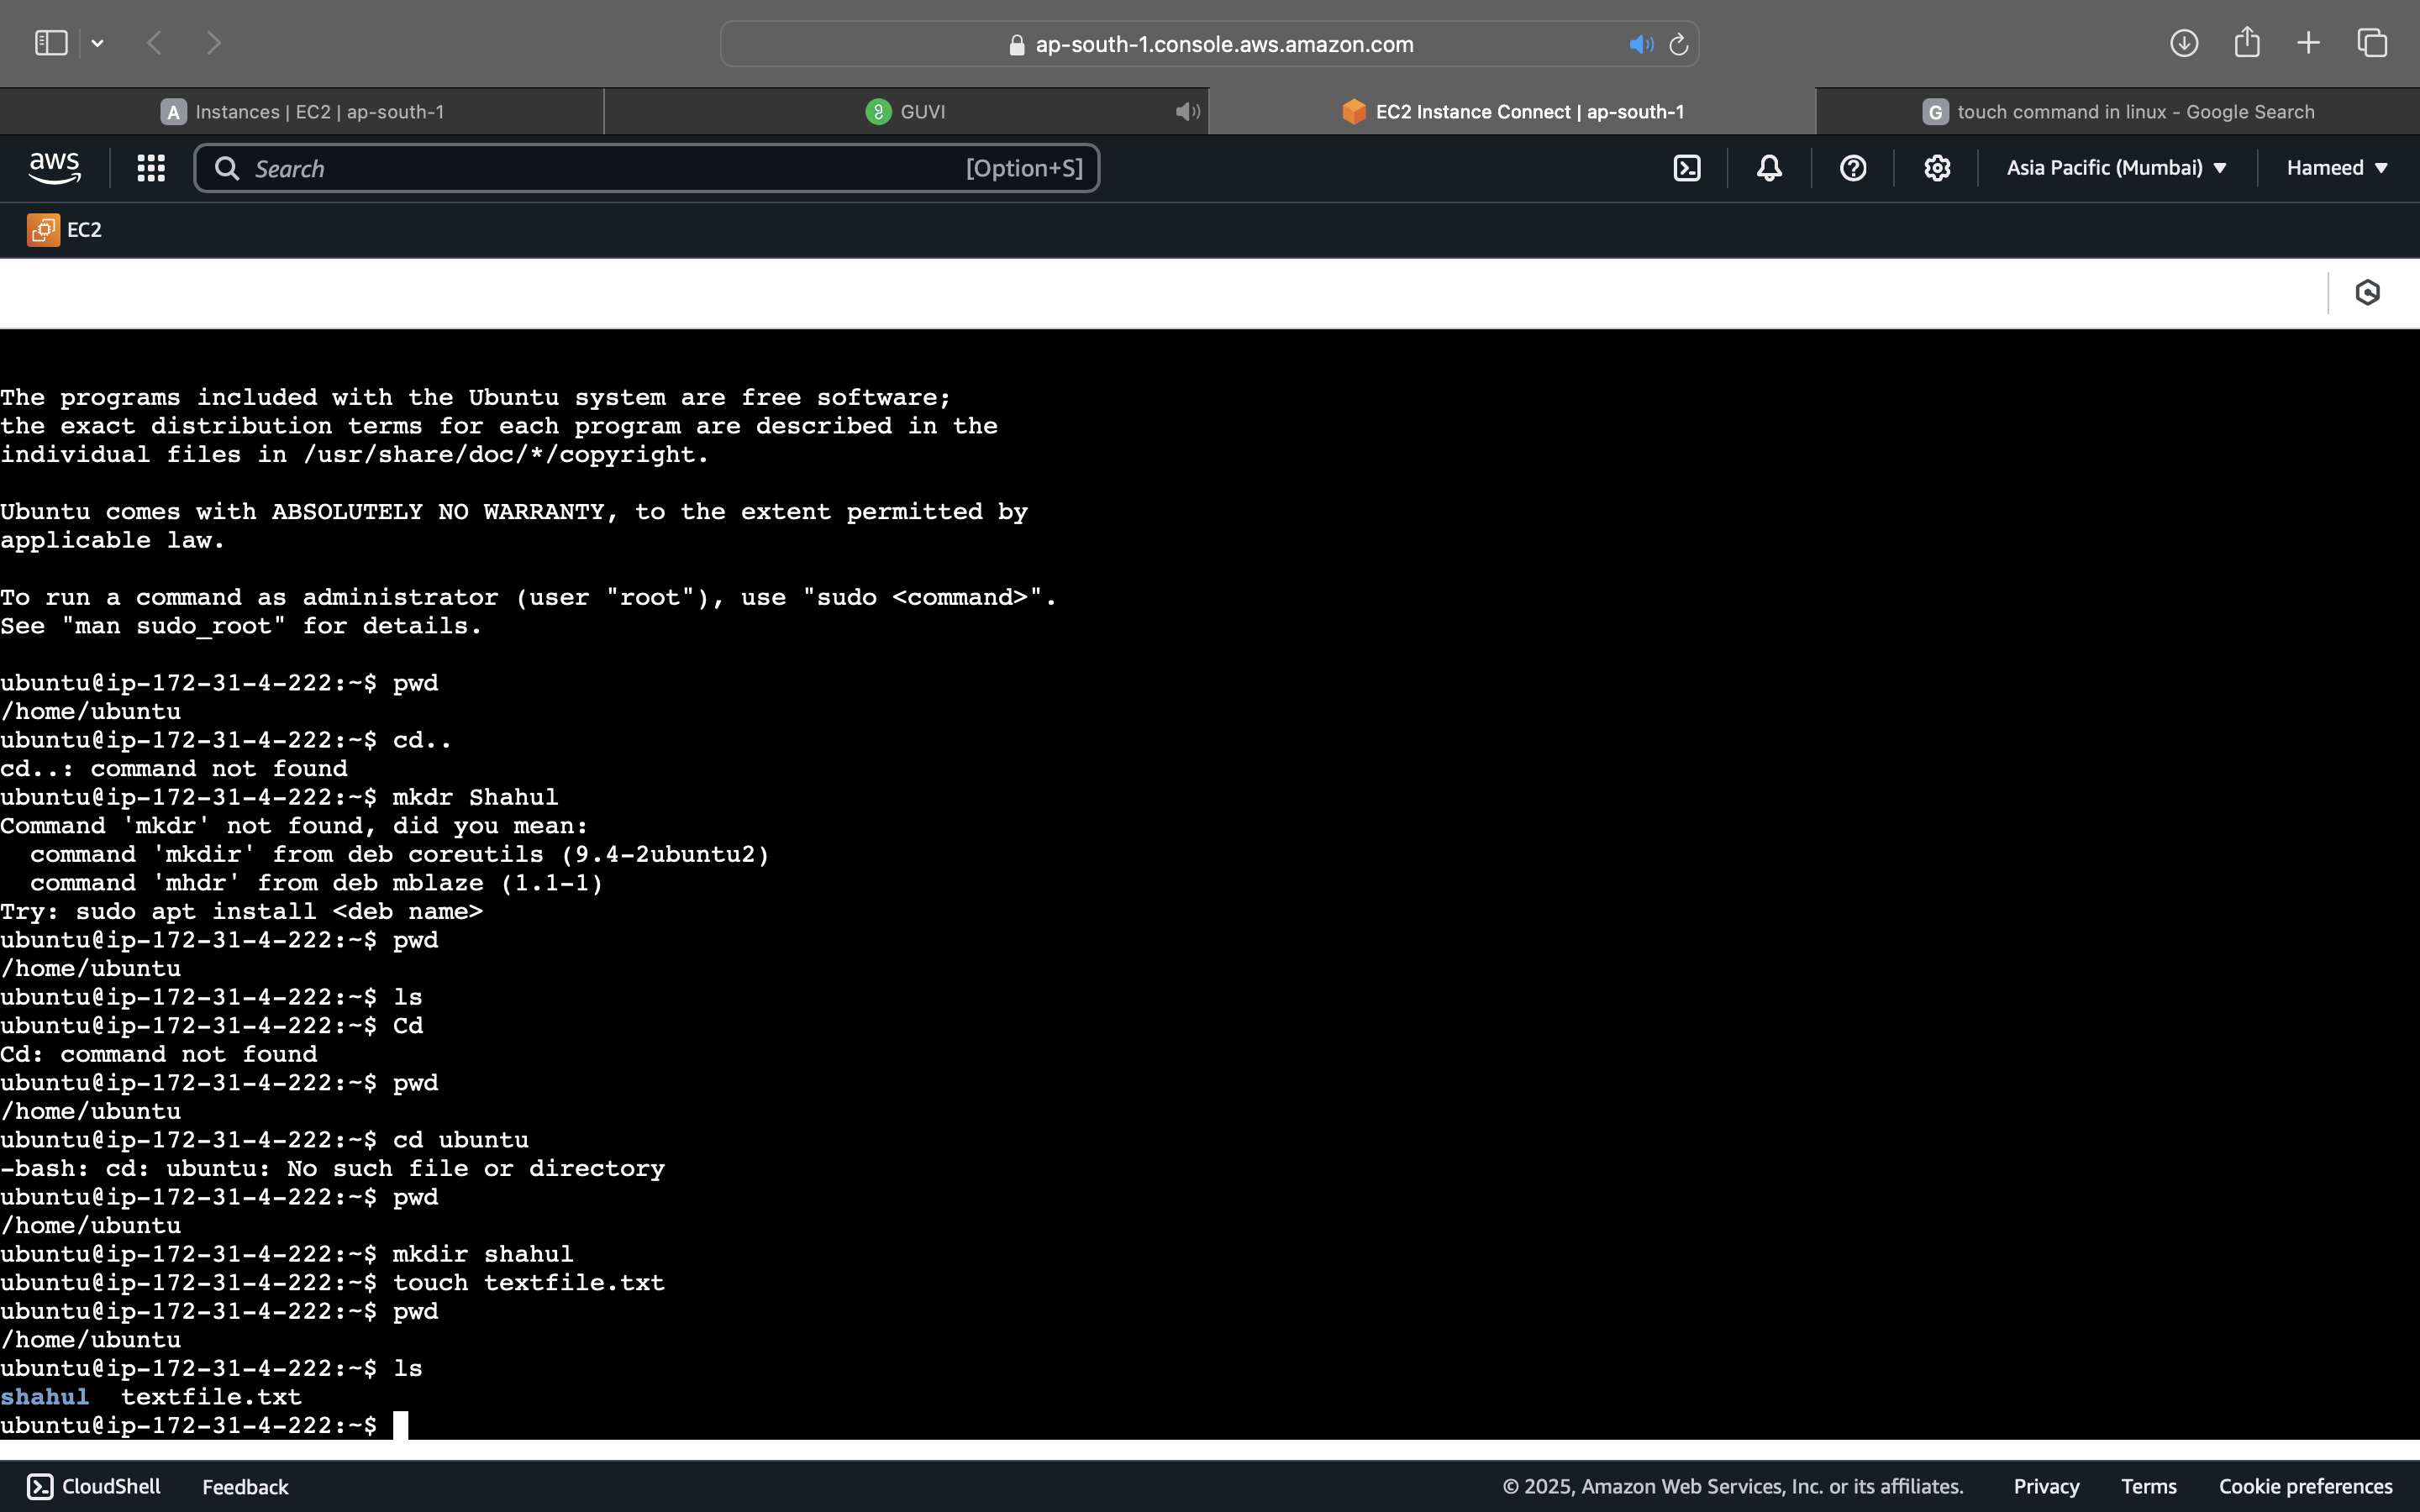 ap-south-1.console.aws.amazon.com
A Instances | EC2 | ap-south-1
GUVI
EC2 Instance Connect | ap-south-1
G touch command in linux - Google Search
aws
Search [Option+S]
Asia Pacific (Mumbai)
Hameed
EC2
The programs included with the Ubuntu system are free software;
the exact distribution terms for each program are described in the
individual files in /usr/share/doc/*/copyright.
Ubuntu comes with ABSOLUTELY NO WARRANTY, to the extent permitted by
applicable law.
To run a command as administrator (user "root"), use "sudo <command>".
See "man sudo_root" for details.
ubuntu@ip-172-31-4-222:~$ pwd
/home/ubuntu
ubuntu@ip-172-31-4-222:~$ cd..
cd..: command not found
ubuntu@ip-172-31-4-222:~$ mkdr Shahul
Command 'mkdr' not found, did you mean:
  command 'mkdir' from deb coreutils (9.4-2ubuntu2)
  command 'mhdr' from deb mblaze (1.1-1)
Try: sudo apt install <deb name>
ubuntu@ip-172-31-4-222:~$ pwd
/home/ubuntu
ubuntu@ip-172-31-4-222:~$ ls
ubuntu@ip-172-31-4-222:~$ Cd
Cd: command not found
ubuntu@ip-172-31-4-222:~$ pwd
/home/ubuntu
ubuntu@ip-172-31-4-222:~$ cd ubuntu
-bash: cd: ubuntu: No such file or directory
ubuntu@ip-172-31-4-222:~$ pwd
/home/ubuntu
ubuntu@ip-172-31-4-222:~$ mkdir shahul
ubuntu@ip-172-31-4-222:~$ touch textfile.txt
ubuntu@ip-172-31-4-222:~$ pwd
/home/ubuntu
ubuntu@ip-172-31-4-222:~$ ls
shahul  textfile.txt
ubuntu@ip-172-31-4-222:~$
CloudShell
Feedback
© 2025, Amazon Web Services, Inc. or its affiliates.
Privacy
Terms
Cookie preferences